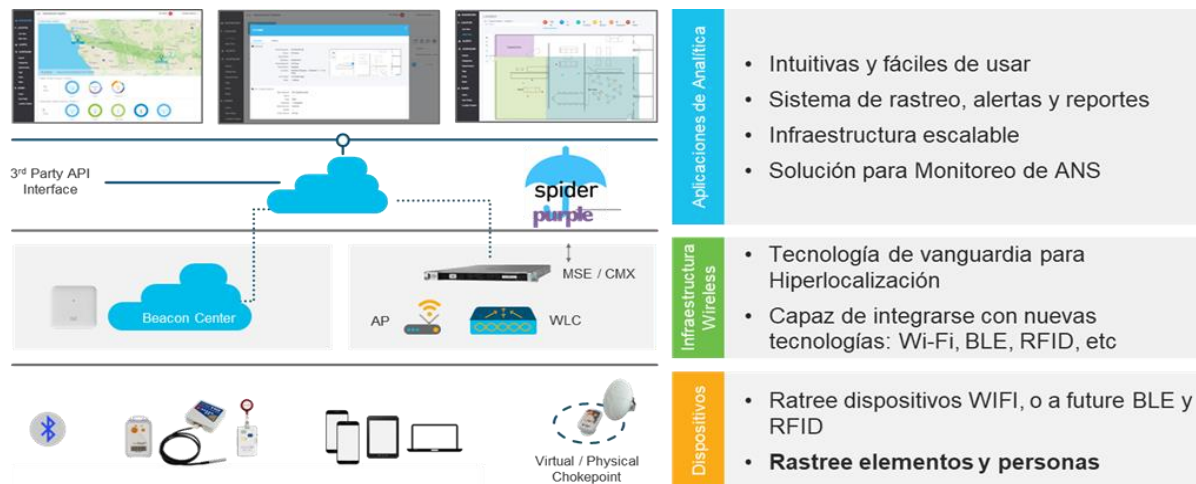 3rd Party API
Interface
spider
purple
MSE / CMX
Beacon Center
AP
WLC
Virtual / Physical
Chokepoint
Aplicaciones de Analítica
• Intuitivas y fáciles de usar
• Sistema de rastreo, alertas y reportes
• Infraestructura escalable
• Solución para Monitoreo de ANS
Infraestructura
Wireless
• Tecnología de vanguardia para
Hiperlocalización
• Capaz de integrarse con nuevas
tecnologías: Wi-Fi, BLE, RFID, etc
Dispositivos
• Ratree dispositivos WIFI, o a future BLE y
RFID
• Rastree elementos y personas